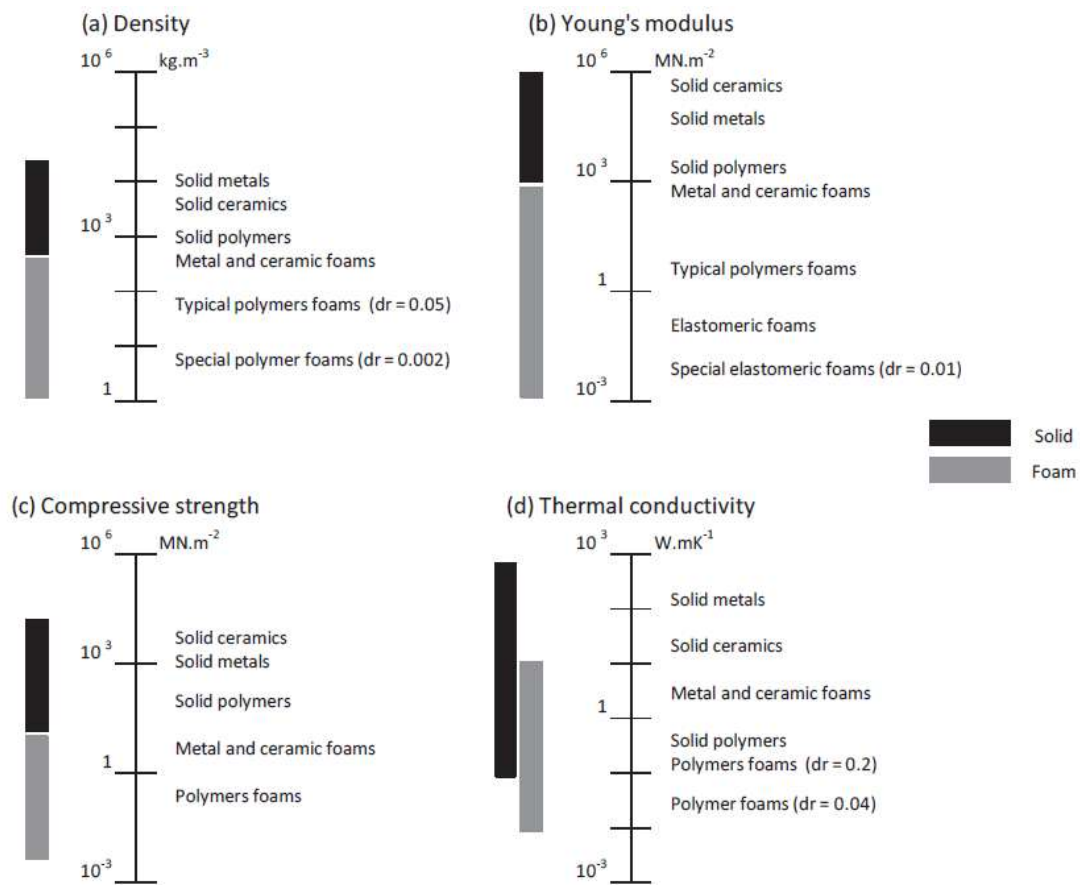 (a) Density
10 6 kg.m-3
Solid metals
Solid ceramics
10 3
Solid polymers
Metal and ceramic foams
Typical polymers foams (dr = 0.05)
Special polymer foams (dr = 0.002)
1
(b) Young's modulus
10 6 MN.m-2
Solid ceramics
Solid metals
Solid polymers
10 3
Metal and ceramic foams
Typical polymers foams
1
Elastomeric foams
Special elastomeric foams (dr = 0.01)
10-3
Solid
Foam
(c) Compressive strength
10 6 MN.m-2
Solid ceramics
10 3 Solid metals
Solid polymers
Metal and ceramic foams
1
Polymers foams
10-3
(d) Thermal conductivity
10 3 W.mK-1
Solid metals
Solid ceramics
Metal and ceramic foams
1
Solid polymers
Polymers foams (dr = 0.2)
Polymer foams (dr = 0.04)
10-3